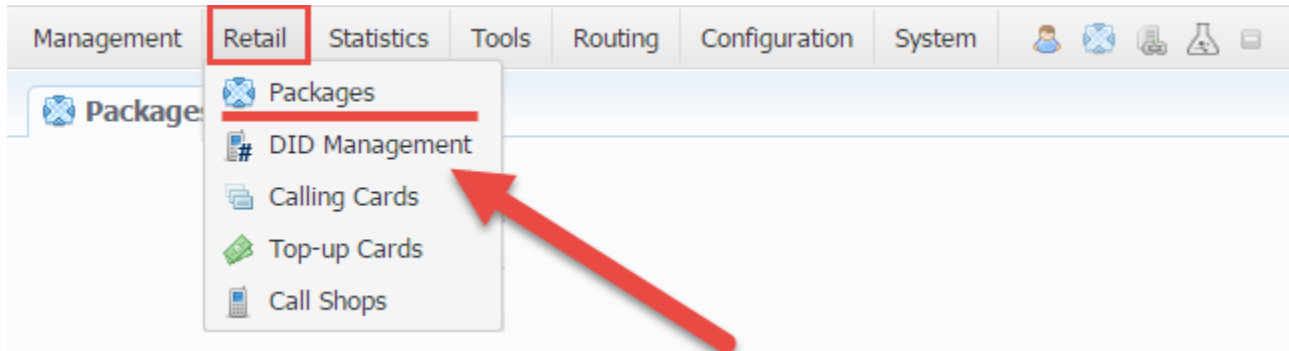 Management Retail Statistics Tools Routing Configuration System
Packages
Packages
DID Management
Calling Cards
Top-up Cards
Call Shops